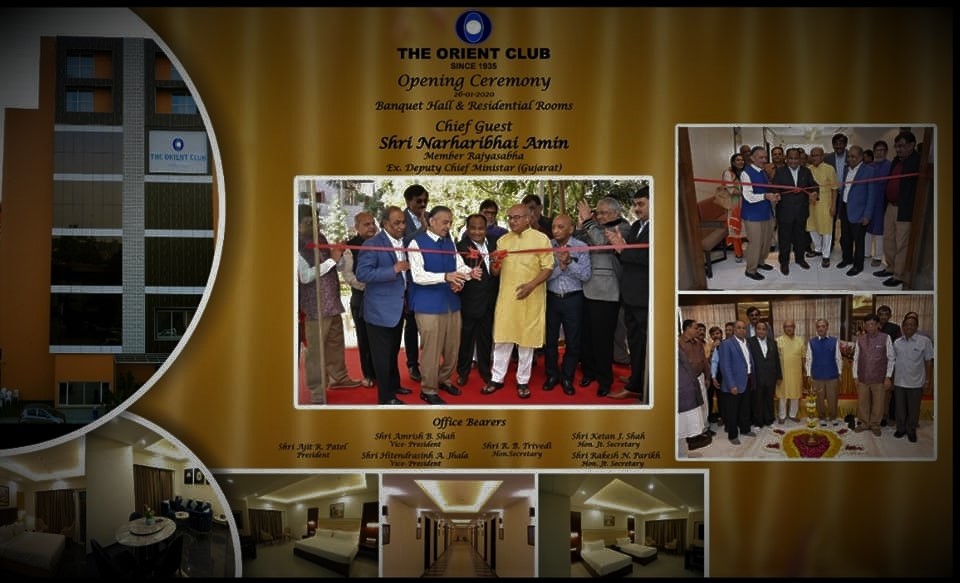 THE ORIENT CLUB
SINCE 1935
Opening Ceremony
26-01-2020
Banquet Hall & Residential Rooms
Chief Guest
Shri Narharibhai Amin
Member Rajyasabha
Ex. Deputy Chief Ministar (Gujarat)
THE ORIENT CLUB
Office Bearers
Shri Ajit R. Patel
President
Shri Amrish B. Shah
Vice-President
Shri Hitendrasinh A. Jhala
Vice-President
Shri R. B. Trivedi
Hon.Secretary
Shri Ketan J. Shah
Hon. Jt. Secretary
Shri Rakesh N. Parikh
Hon. Jt. Secretary